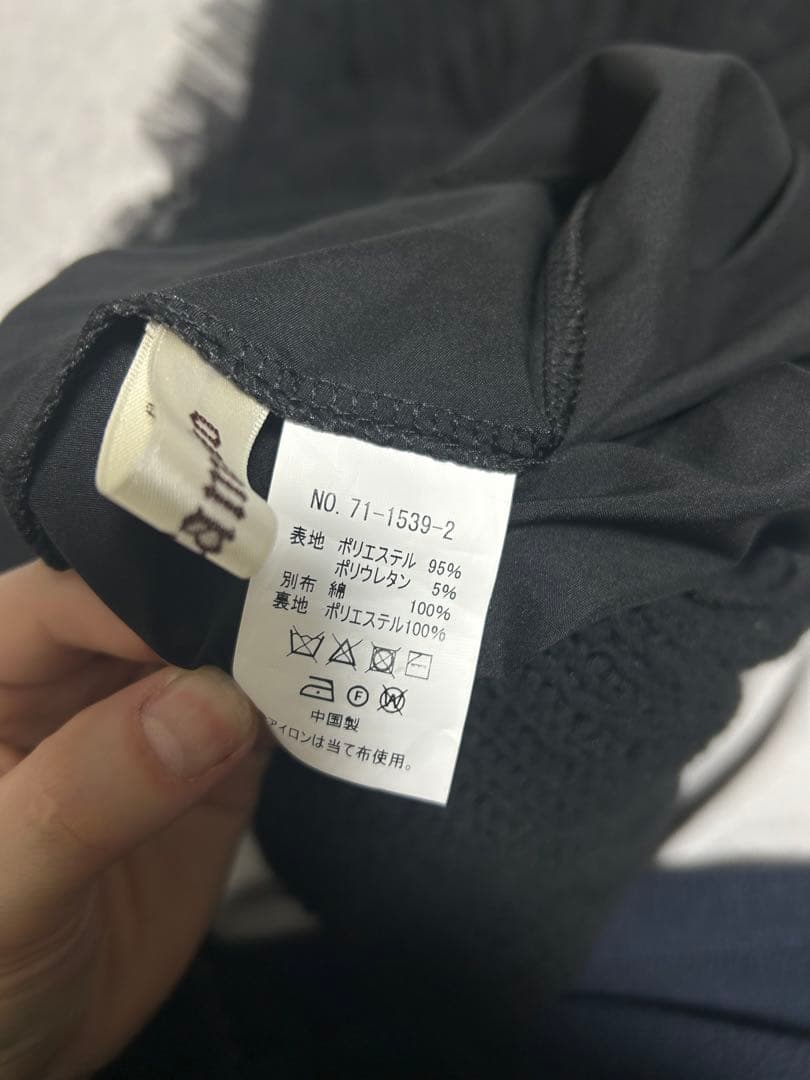 NO. 71-1539-2
表地 ポリエステル 95%
ポリウレタン 5%
別布 綿 100%
裏地 ポリエステル100%
F W
中国製
アイロンは当て布使用。